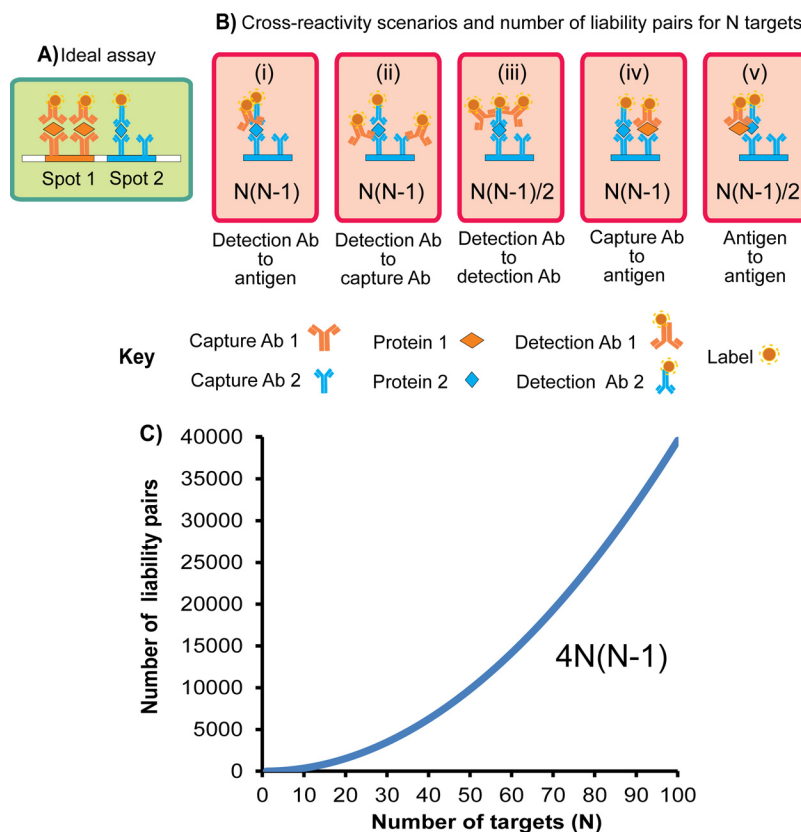 B) Cross-reactivity scenarios and number of liability pairs for N targets
A) Ideal assay
Spot 1 Spot 2
(i) (ii) (iii) (iv) (v)
N(N-1) N(N-1) N(N-1)/2 N(N-1) N(N-1)/2
Detection Ab to antigen
Detection Ab to capture Ab
Detection Ab to detection Ab
Capture Ab to antigen
Antigen to antigen
Key
Capture Ab 1 Protein 1 Detection Ab 1
Capture Ab 2 Protein 2 Detection Ab 2
Label
C)
Number of liability pairs
40000
35000
30000
25000
20000
15000
10000
5000
0
4N(N-1)
0 10 20 30 40 50 60 70 80 90 100
Number of targets (N)